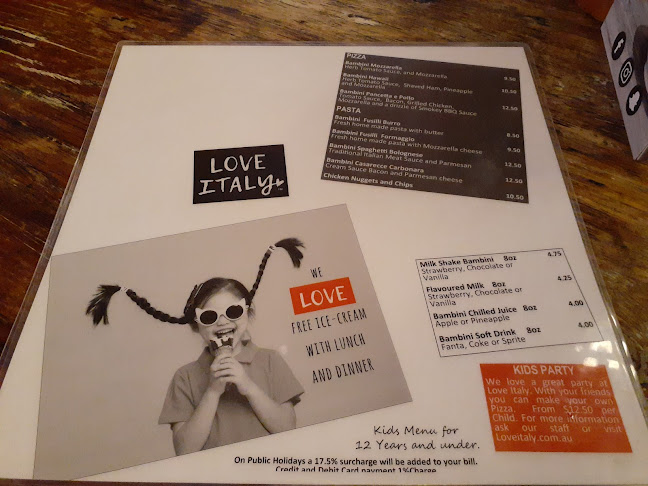 PIZZA
Bambini Mozzarella
Herb Tomato Sauce, and Mozzarella 9.50
Bambini Hawaii
Herb Tomato Sauce, Shaved Ham, Pineapple
and Mozzarella 10.50
Bambini Pancetta e Pollo
Tomato Sauce, Bacon, Grilled Chicken,
Mozzarella and a drizzle of Smokey BBQ Sauce 12.50
PASTA
Bambini Fusilli Burro
Fresh home made pasta with butter 8.50
Bambini Fusilli Formaggio
Fresh home made pasta with Mozzarella cheese 9.50
Bambini Spaghetti Bolognese
Traditional Italian Meat Sauce and Parmesan 12.50
Bambini Casarecce Carbonara
Cream Sauce Bacon and Parmesan cheese 12.50
Chicken Nuggets and Chips 10.50
LOVE
ITALY
WE
LOVE
FREE ICE-CREAM
WITH LUNCH
AND DINNER
Milk Shake Bambini 8oz 4.75
Strawberry, Chocolate or
Vanilla
Flavoured Milk 8oz 4.25
Strawberry, Chocolate or
Vanilla
Bambini Chilled Juice 8oz 4.00
Apple or Pineapple
Bambini Soft Drink 8oz 4.00
Fanta, Coke or Sprite
KIDS PARTY
We love a great party at
Love Italy. With your friends
you can make your own
Pizza. From $12.50 per
Child. For more information
ask our staff or visit
Loveitaly.com.au
Kids Menu for
12 Years and under.
On Public Holidays a 17.5% surcharge will be added to your bill.
Credit and Debit Card payment 1%Charge